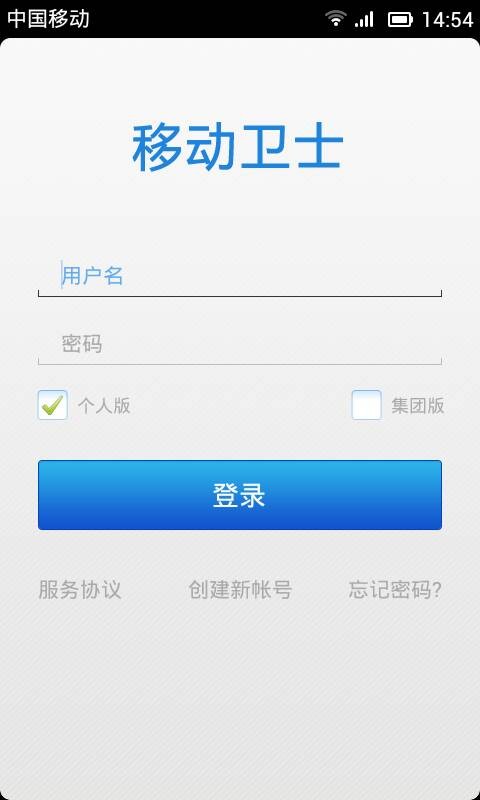 中国移动 14:54
移动卫士
用户名
密码
个人版 集团版
登录
服务协议 创建新帐号 忘记密码?